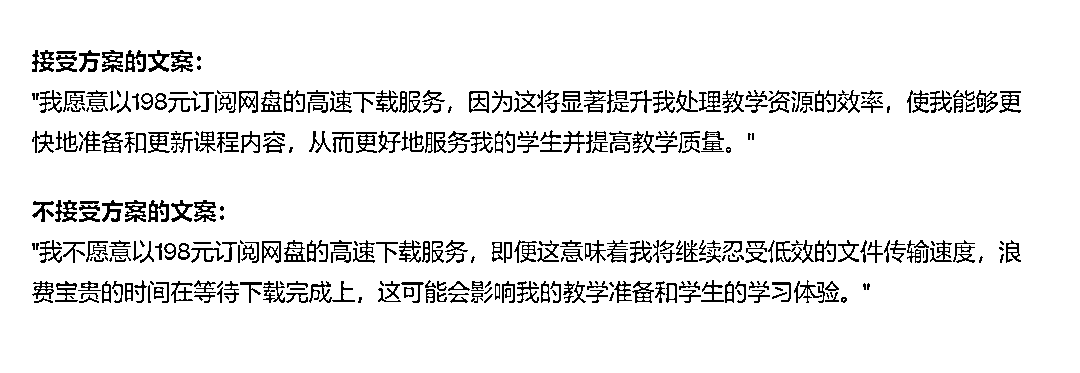 接受方案的文案：
"我愿意以198元订阅网盘的高速下载服务，因为这将显著提升我处理教学资源的效率，使我能够更
快地准备和更新课程内容，从而更好地服务我的学生并提高教学质量。"
不接受方案的文案：
"我不愿意以198元订阅网盘的高速下载服务，即便这意味着我将继续忍受低效的文件传输速度，浪
费宝贵的时间在等待下载完成上，这可能会影响我的教学准备和学生的学习体验。"